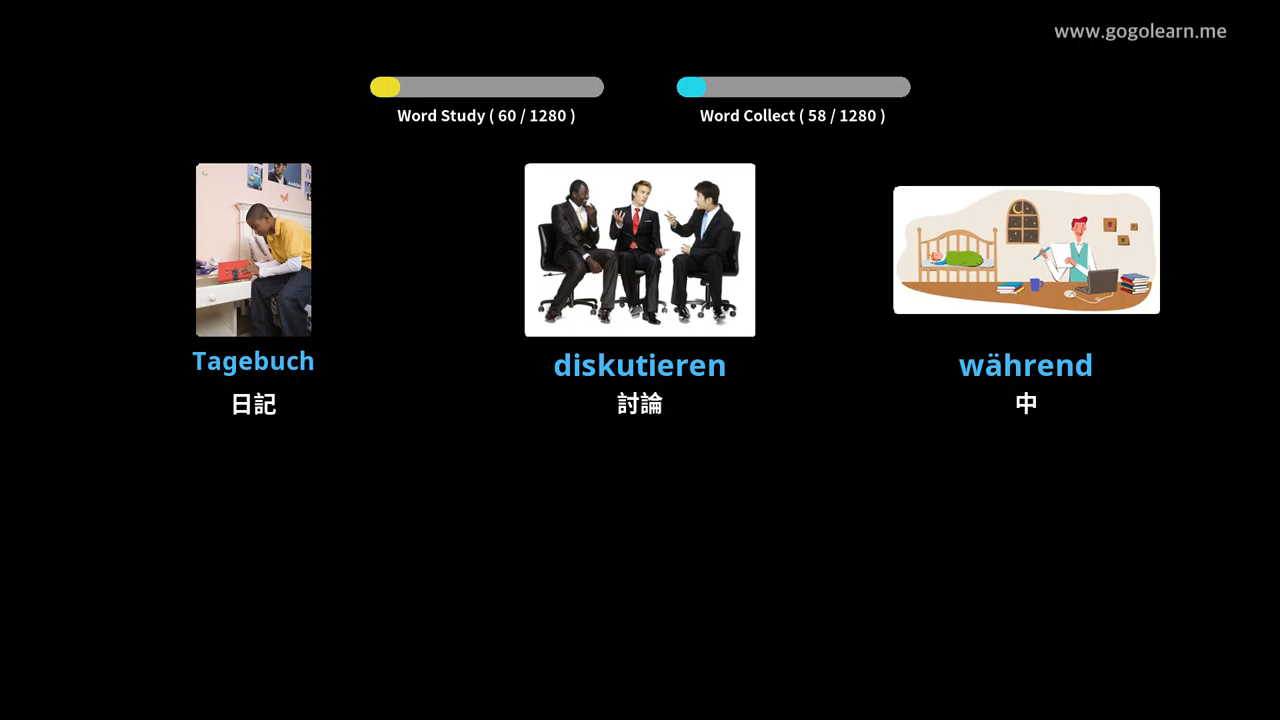 www.gogolearn.me
Word Study ( 60 / 1280 )
Word Collect ( 58 / 1280 )
Tagebuch
日記
diskutieren
討論
während
中